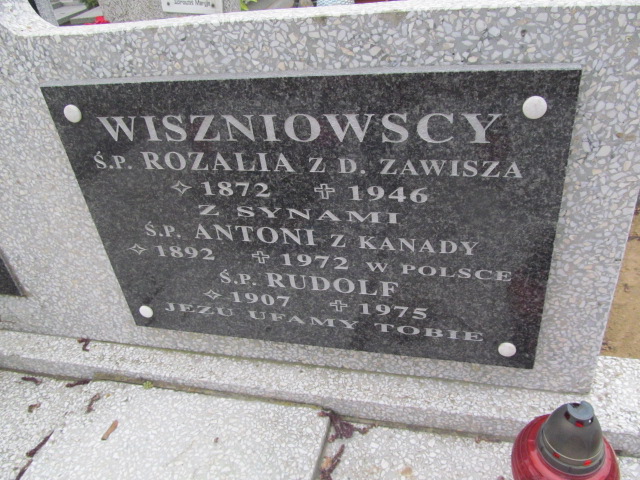 WISZNIOWSCY
Ś.P. ROZALIA Z D. ZAWISZA
1872 1946
Z SYNAMI
Ś.P. ANTONI Z KANADY
1892 1972 W POLSCE
Ś.P. RUDOLF
1907 1975
JEZU UFAMY TOBIE